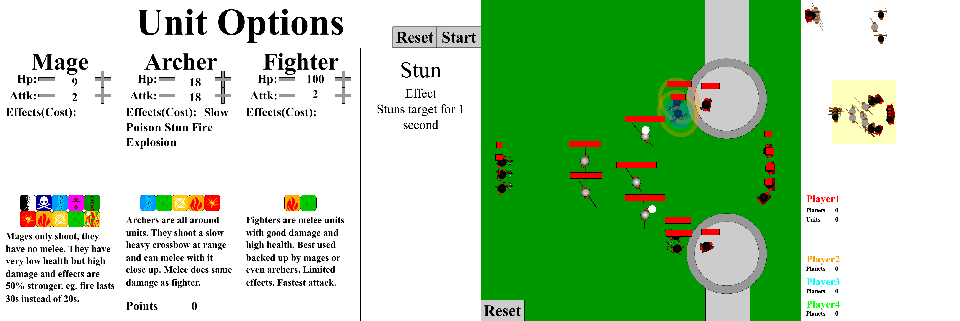 Unit Options
Reset Start
Mage
Hp: 9
Attk: 2
Effects(Cost):
Archer
Hp: 18
Attk: 18
Effects(Cost): Slow
Poison Stun Fire
Explosion
Fighter
Hp: 100
Attk: 2
Effects(Cost):
Stun
Effect
Stuns target for 1
second
Mages only shoot, they
have no melee. They have
very low health but high
damage and effects are
50% stronger. eg. fire lasts
30s instead of 20s.
Archers are all around
units. They shoot a slow
heavy crossbow at range
and can melee with it
close up. Melee does same
damage as fighter.
Fighters are melee units
with good damage and
high health. Best used
backed up by mages or
even archers. Limited
effects. Fastest attack.
Points 0
Reset
Player1
Planets 0
Units 0
Player2
Planets 0
Player3
Planets 0
Player4
Planets 0